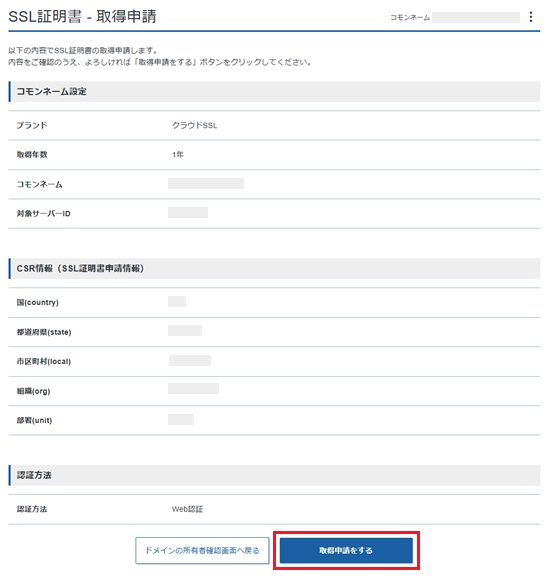 SSL証明書 - 取得申請
コモンネーム
以下の内容でSSL証明書の取得申請します。
内容をご確認のうえ、よろしければ「取得申請をする」ボタンをクリックしてください。
コモンネーム設定
ブランド クラウドSSL
取得年数 1年
コモンネーム
対象サーバーID
CSR情報（SSL証明書申請情報）
国(country)
都道府県(state)
市区町村(local)
組織(org)
部署(unit)
認証方法
認証方法 Web認証
ドメインの所有者確認画面へ戻る 取得申請をする